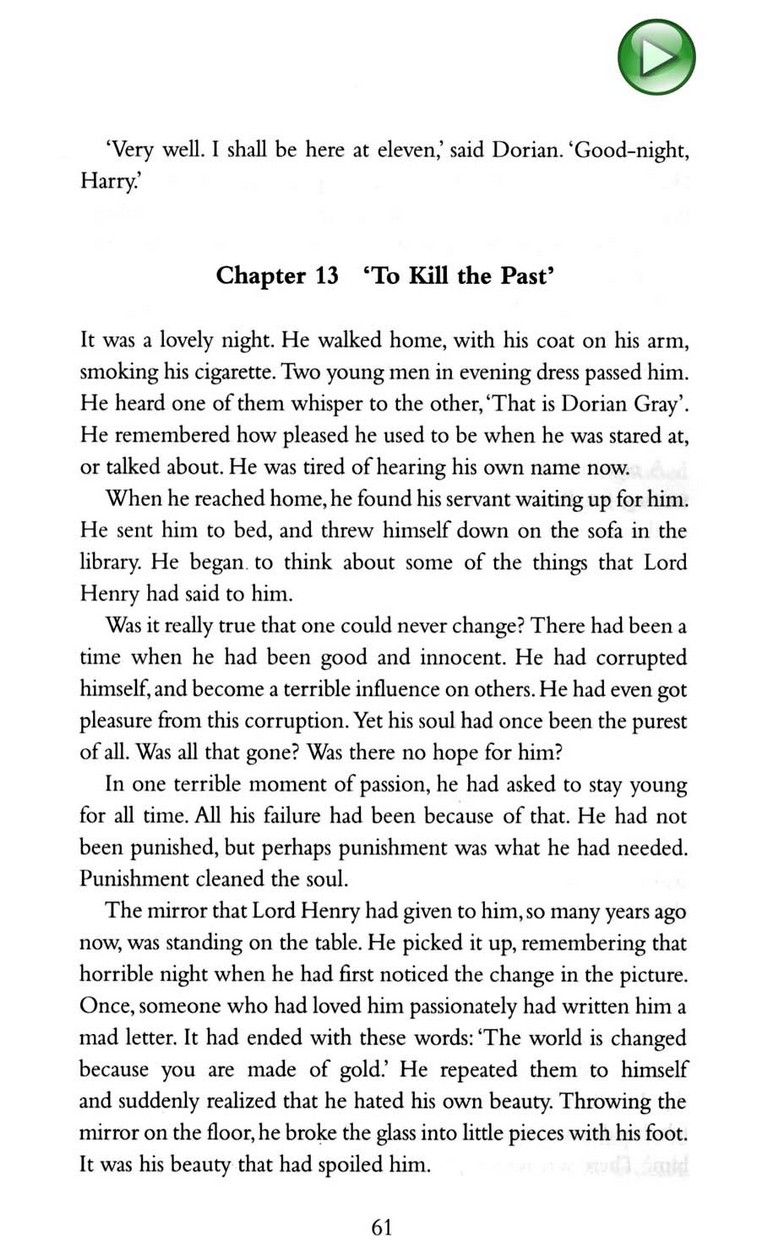 ‘Very well. I shall be here at eleven,’ said Dorian. ‘Good-night,
Harry.’
Chapter 13 ‘To Kill the Past’
It was a lovely night. He walked home, with his coat on his arm,
smoking his cigarette. Two young men in evening dress passed him.
He heard one of them whisper to the other, ‘That is Dorian Gray’.
He remembered how pleased he used to be when he was stared at,
or talked about. He was tired of hearing his own name now.
When he reached home, he found his servant waiting up for him.
He sent him to bed, and threw himself down on the sofa in the
library. He began to think about some of the things that Lord
Henry had said to him.
Was it really true that one could never change? There had been a
time when he had been good and innocent. He had corrupted
himself, and become a terrible influence on others. He had even got
pleasure from this corruption. Yet his soul had once been the purest
of all. Was all that gone? Was there no hope for him?
In one terrible moment of passion, he had asked to stay young
for all time. All his failure had been because of that. He had not
been punished, but perhaps punishment was what he had needed.
Punishment cleaned the soul.
The mirror that Lord Henry had given to him, so many years ago
now, was standing on the table. He picked it up, remembering that
horrible night when he had first noticed the change in the picture.
Once, someone who had loved him passionately had written him a
mad letter. It had ended with these words: ‘The world is changed
because you are made of gold.’ He repeated them to himself
and suddenly realized that he hated his own beauty. Throwing the
mirror on the floor, he broke the glass into little pieces with his foot.
It was his beauty that had spoiled him.
61